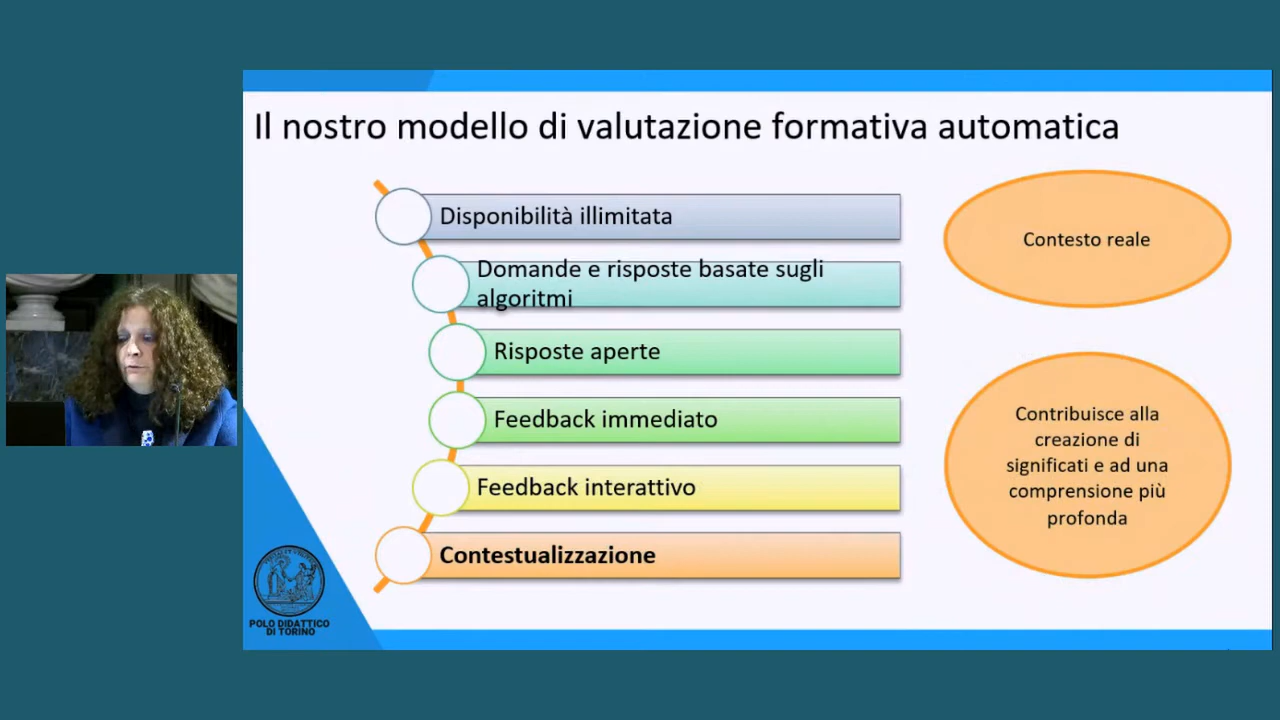 Il nostro modello di valutazione formativa automatica
Disponibilità illimitata
Domande e risposte basate sugli
algoritmi
Risposte aperte
Feedback immediato
Feedback interattivo
Contestualizzazione
Contesto reale
Contribuisce alla
creazione di
significati e ad una
comprensione più
profonda
POLO DIDATTICO
DI TORINO